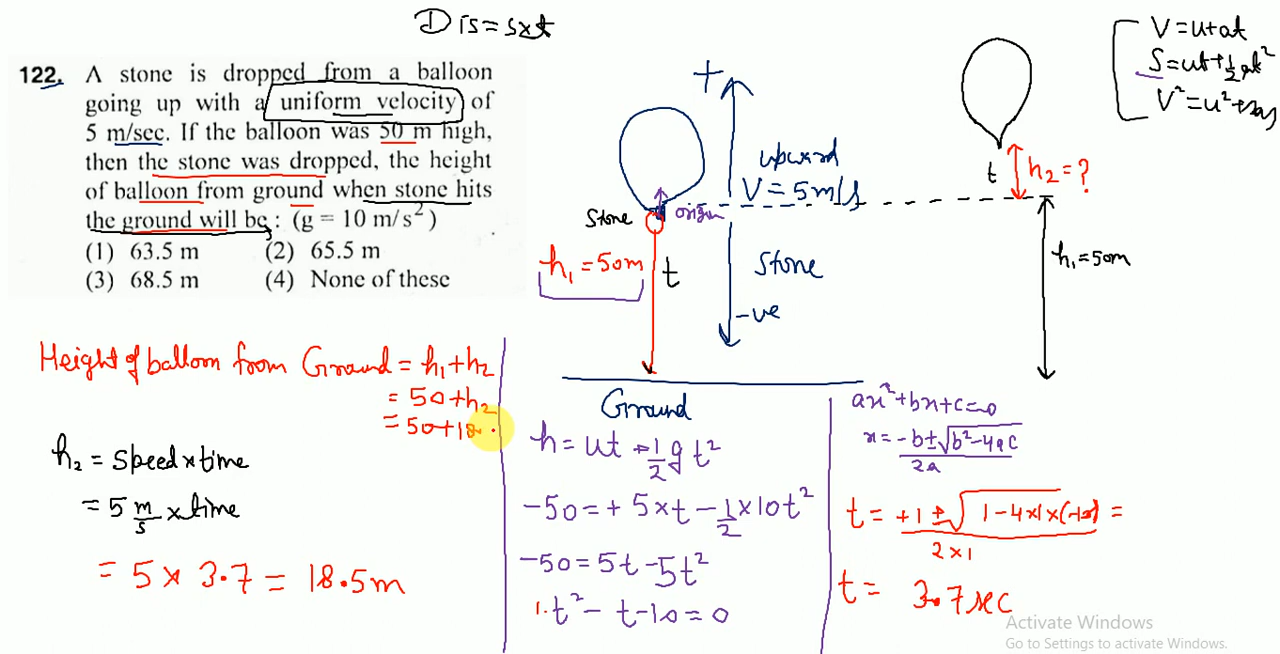 Dis = s×t
122. A stone is dropped from a balloon
going up with a uniform velocity of
5 m/sec. If the balloon was 50 m high,
then the stone was dropped, the height
of balloon from ground when stone hits
the ground will be : (g = 10 m/s²)
(1) 63.5 m (2) 65.5 m
(3) 68.5 m (4) None of these
+
upward
V = 5m/s
Stone
origin
h₁ = 50m
t
Stone
-ve
Ground
t
h₂ = ?
h₁ = 50m
V = u+at
S = ut+½at²
V² = u²+2as
Height of balloon from Ground = h₁+h₂
= 50+h₂
= 50+18.
h₂ = Speed×time
= 5 m/s × time
= 5 × 3.7 = 18.5m
h = ut + ½gt²
-50 = + 5×t - ½×10t²
-50 = 5t - 5t²
1.t² - t - 10 = 0
ax²+bx+c=0
x = -b±√b²-4ac / 2a
t = +1 ± √1-4×1×(-10) / 2×1 =
t = 3.7 sec
Activate Windows
Go to Settings to activate Windows.